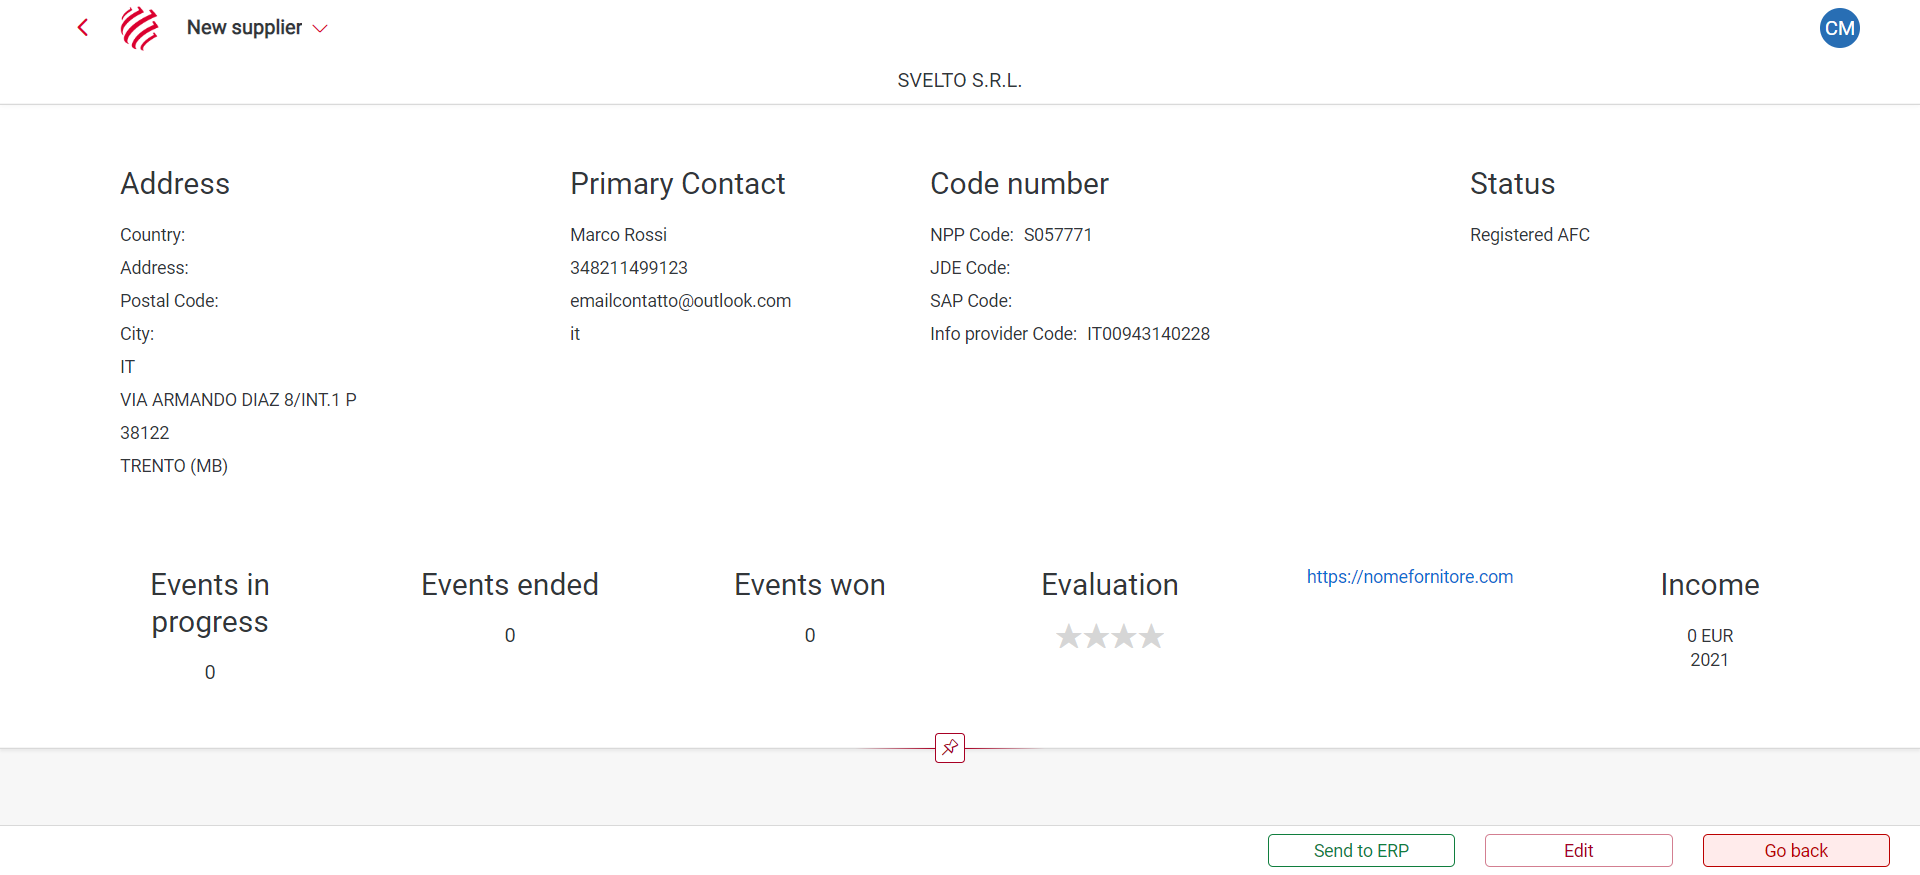 New supplier
CM
SVELTO S.R.L.
Address
Country:
Address:
Postal Code:
City:
IT
VIA ARMANDO DIAZ 8/INT.1 P
38122
TRENTO (MB)
Primary Contact
Marco Rossi
348211499123
emailcontatto@outlook.com
it
Code number
NPP Code: S057771
JDE Code:
SAP Code:
Info provider Code: IT00943140228
Status
Registered AFC
Events in
progress
0
Events ended
0
Events won
0
Evaluation
https://nomefornitore.com
Income
0 EUR
2021
Send to ERP
Edit
Go back